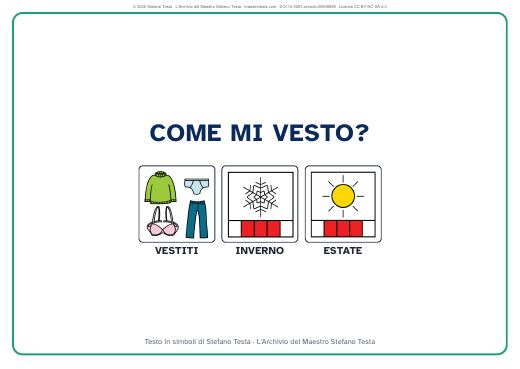 COME MI VESTO?
VESTITI
INVERNO
ESTATE
Testo in simboli di Stefano Testa - L'Archivio del Maestro Stefano Testa